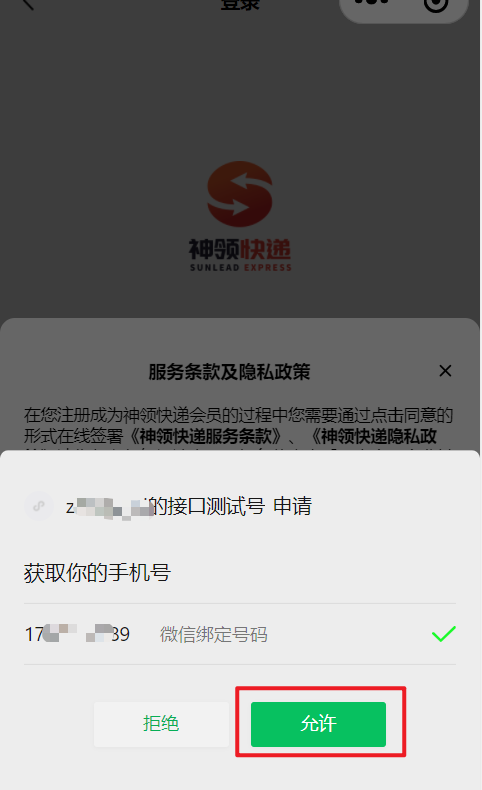 登录
神领快递
SUNLEAD EXPRESS
服务条款及隐私政策
在您注册成为神领快递会员的过程中您需要通过点击同意的
形式在线签署《神领快递服务条款》、《神领快递隐私政
z 的接口测试号 申请
获取你的手机号
17 39 微信绑定号码
拒绝 允许